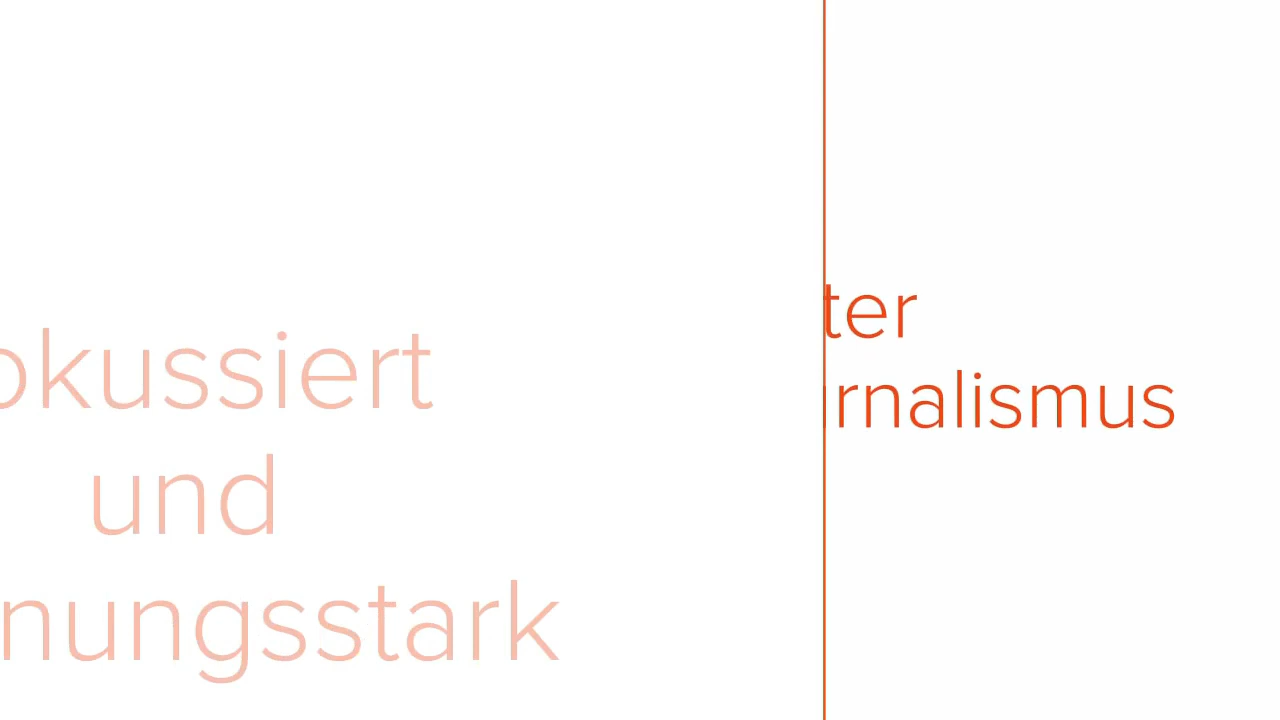 okussiert
und
nungsstark
ter
rnalismus